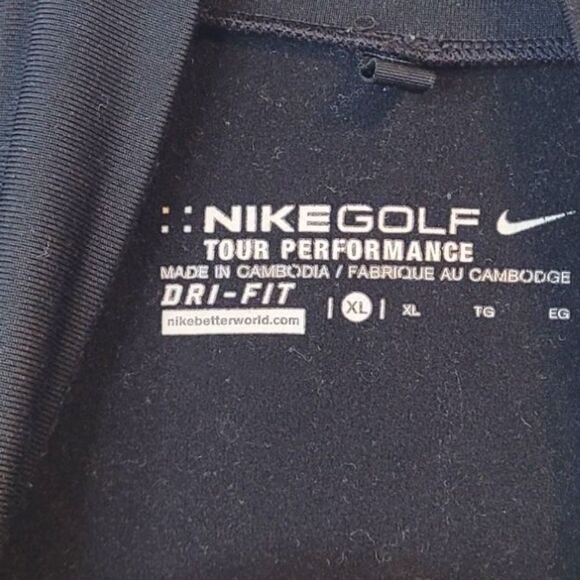 ::NIKEGOLF
TOUR PERFORMANCE
MADE IN CAMBODIA / FABRIQUE AU CAMBODGE
DRI-FIT | XL | XL TG EG
nikebetterworld.com